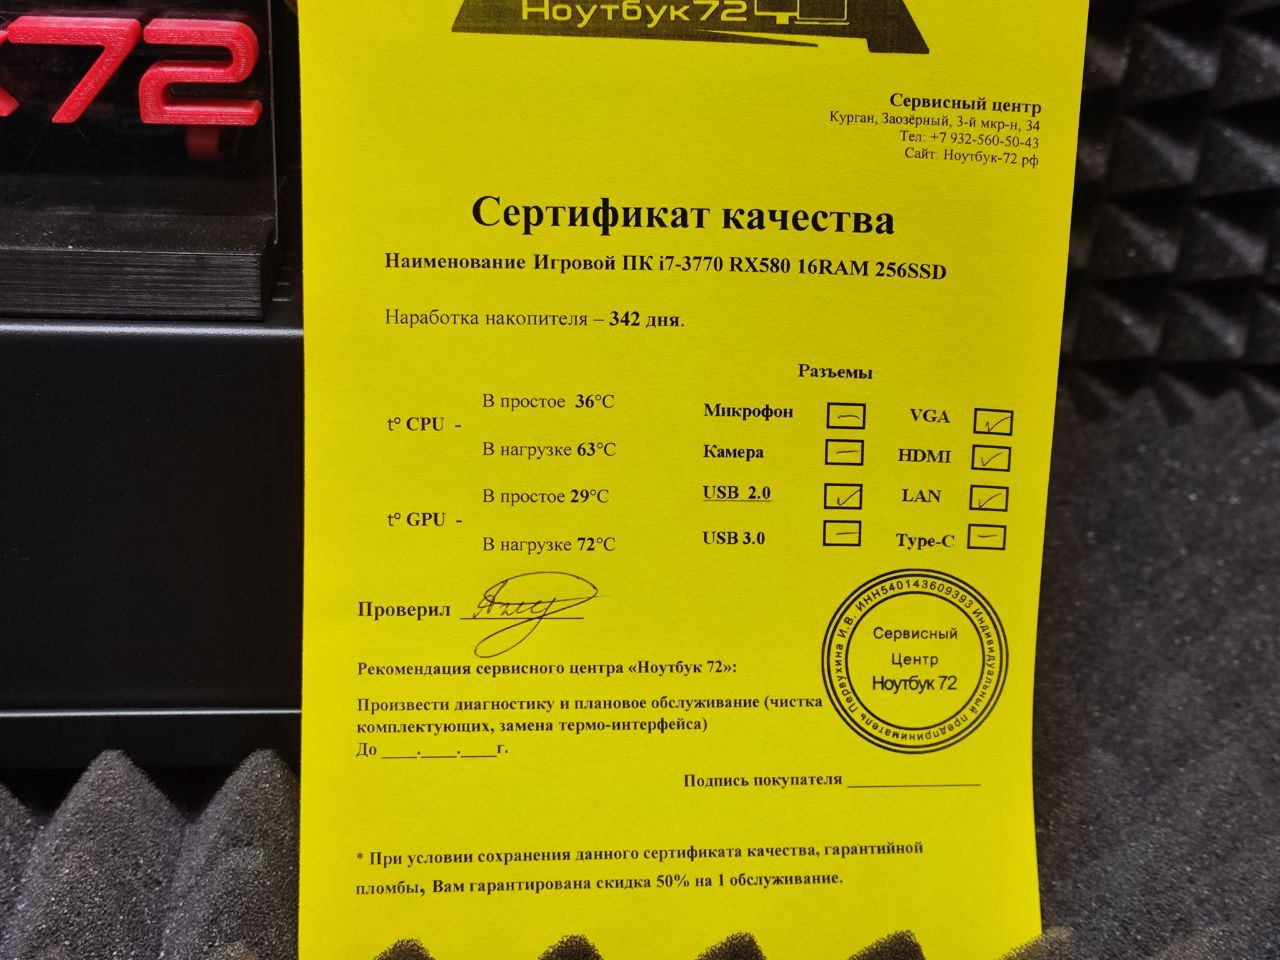 Ноутбук72
72
Сервисный центр
Курган, Заозёрный, 3-й мкр-н, 34
Тел: +7 932-560-50-43
Сайт: Ноутбук-72.рф
Сертификат качества
Наименование Игровой ПК i7-3770 RX580 16RAM 256SSD
Наработка накопителя – 342 дня.
Разъемы
t° CPU -
В простое 36°C
В нагрузке 63°C
t° GPU -
В простое 29°C
В нагрузке 72°C
Микрофон
VGA
Камера
HDMI
USB 2.0
LAN
USB 3.0
Type-C
Проверил
Индивидуальный предприниматель Первухина И.В. ИНН540143609393
Сервисный
Центр
Ноутбук 72
Рекомендация сервисного центра «Ноутбук 72»:
Произвести диагностику и плановое обслуживание (чистка
комплектующих, замена термо-интерфейса)
До ____.____.____г.
Подпись покупателя _______________
* При условии сохранения данного сертификата качества, гарантийной
пломбы, Вам гарантирована скидка 50% на 1 обслуживание.